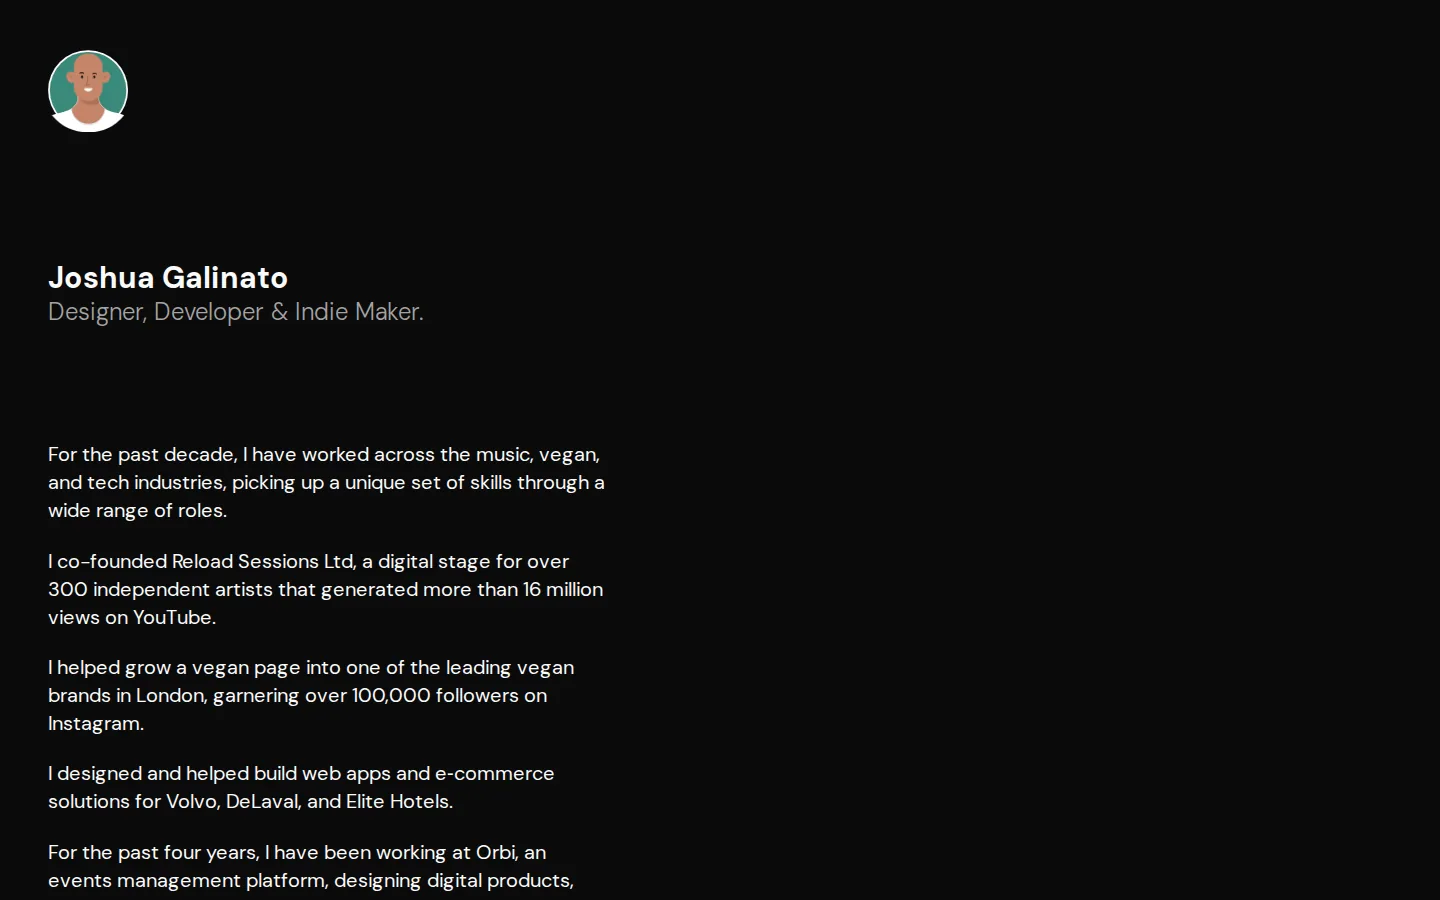 Joshua Galinato
Designer, Developer & Indie Maker.
For the past decade, I have worked across the music, vegan,
and tech industries, picking up a unique set of skills through a
wide range of roles.
I co-founded Reload Sessions Ltd, a digital stage for over
300 independent artists that generated more than 16 million
views on YouTube.
I helped grow a vegan page into one of the leading vegan
brands in London, garnering over 100,000 followers on
Instagram.
I designed and helped build web apps and e-commerce
solutions for Volvo, DeLaval, and Elite Hotels.
For the past four years, I have been working at Orbi, an
events management platform, designing digital products,